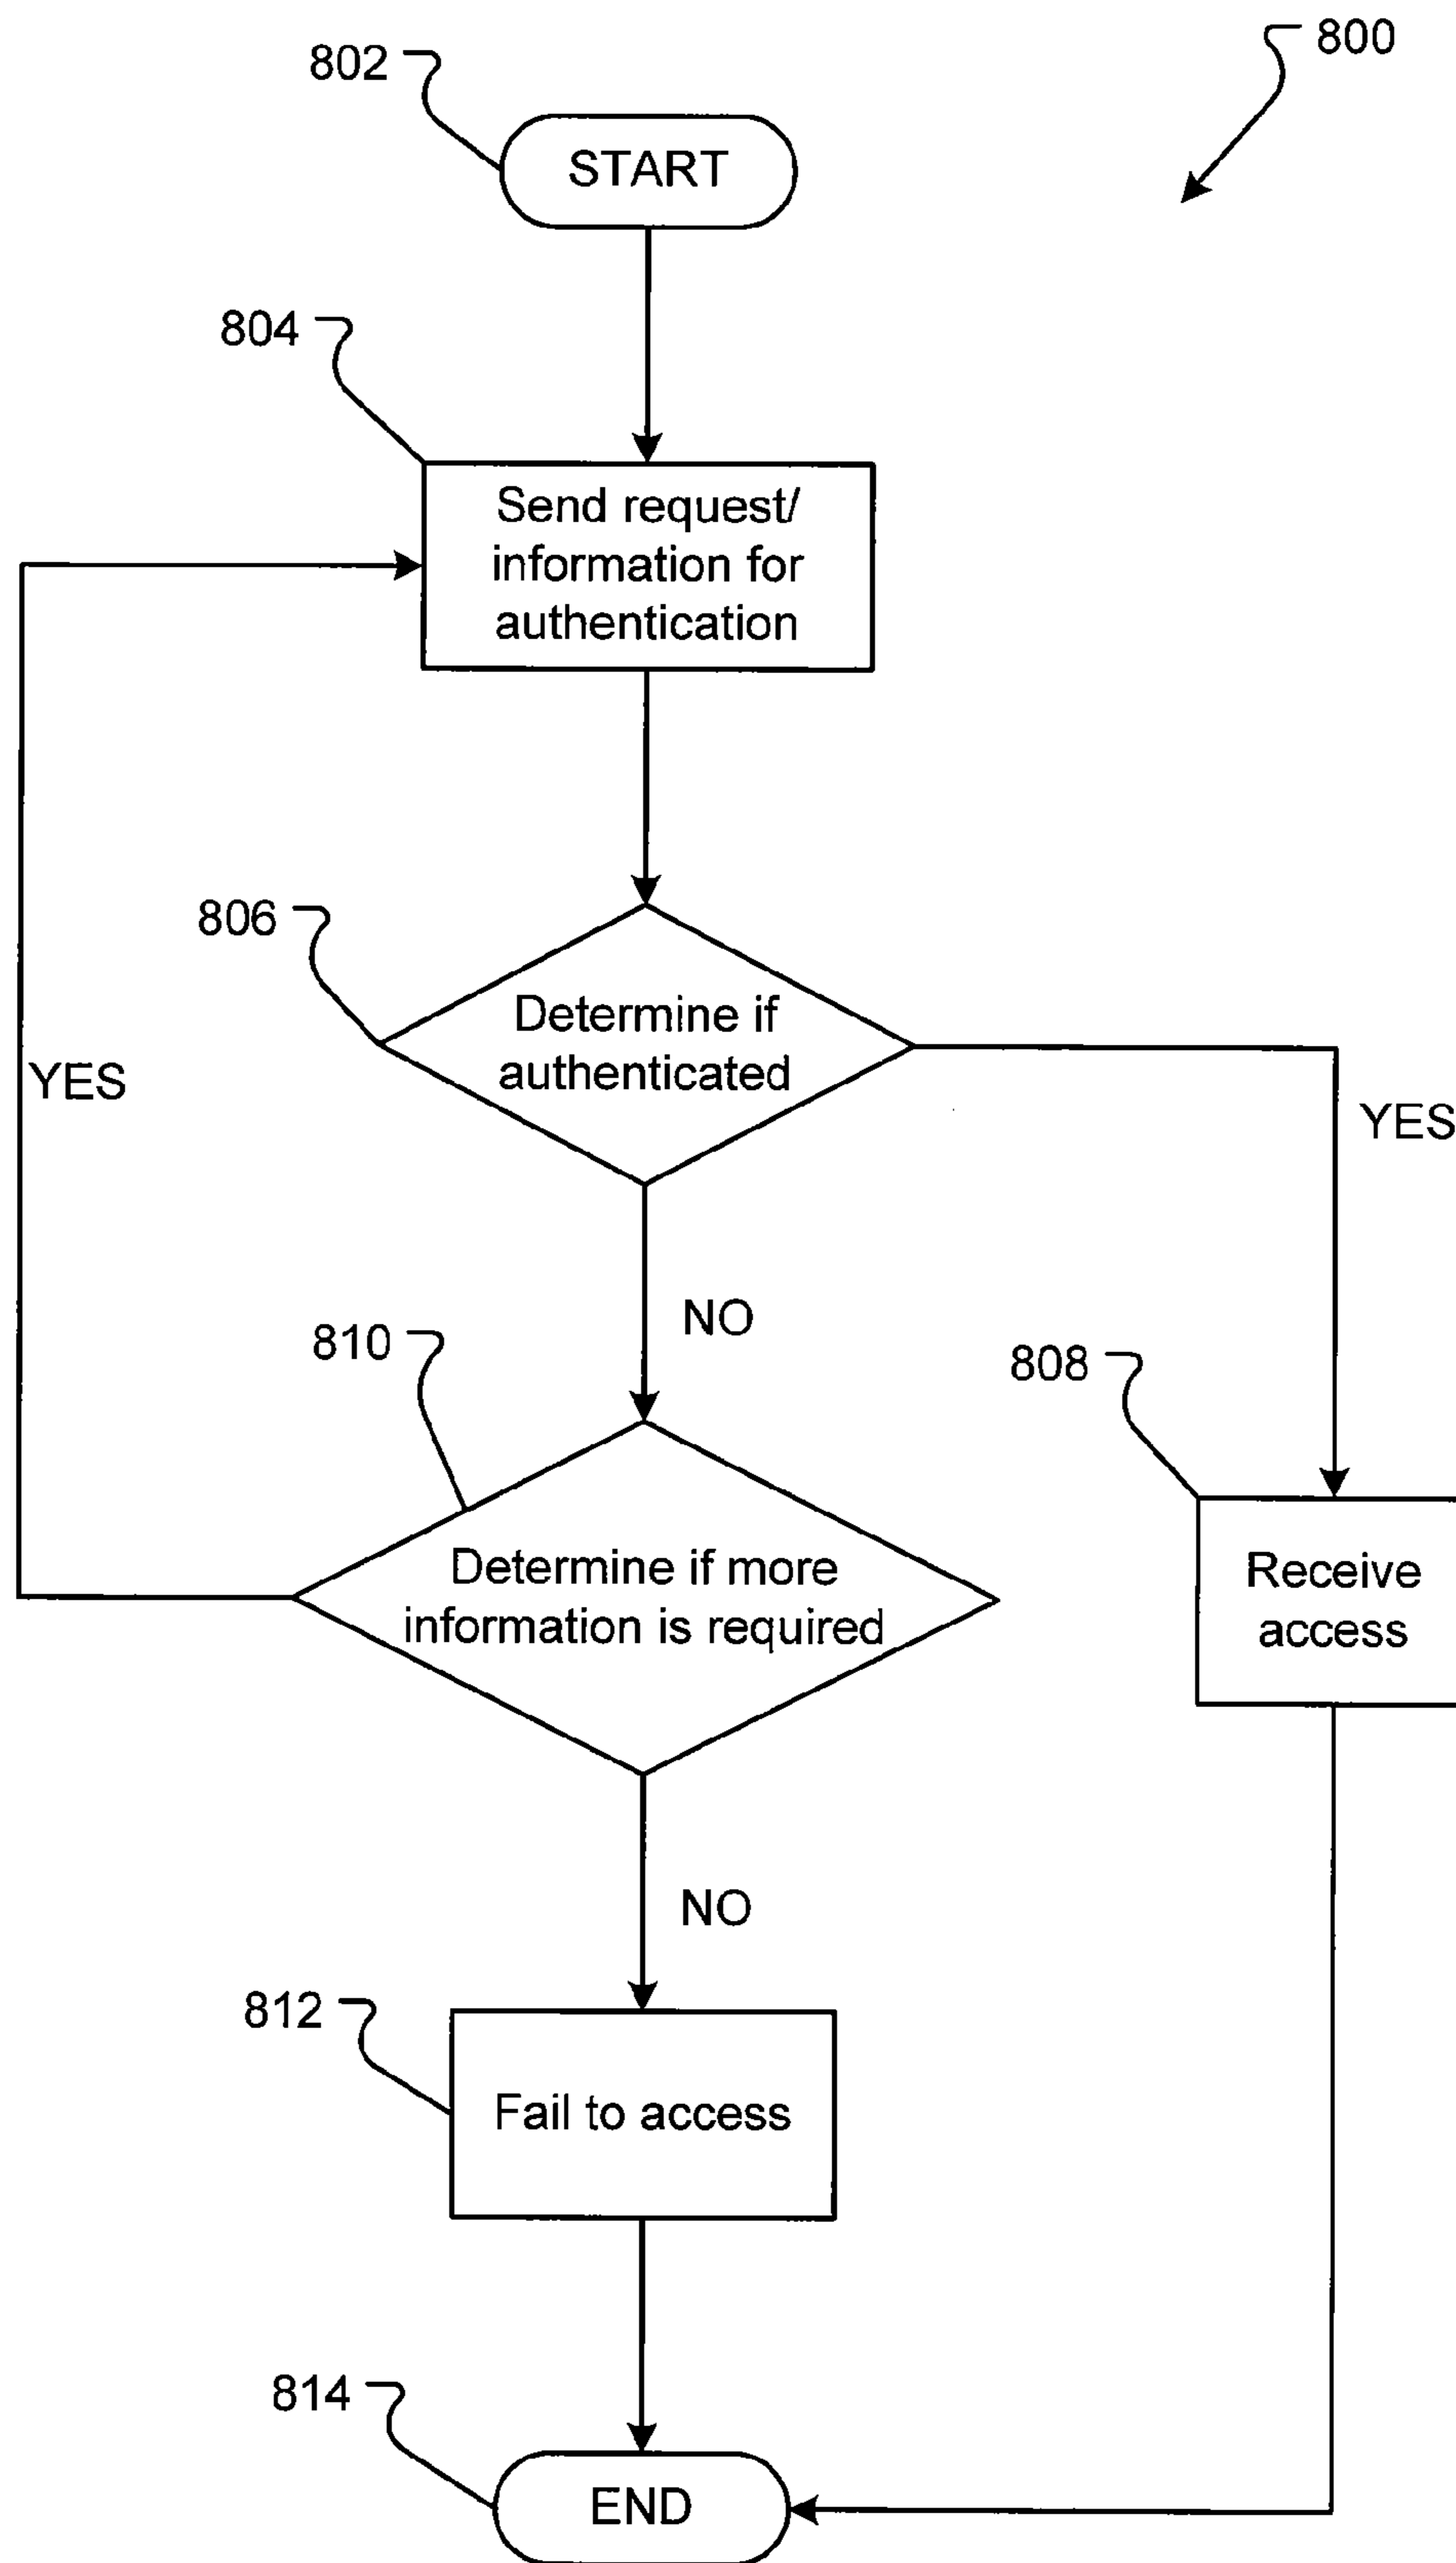 800
802
START
804
Send request/
information for
authentication
806
Determine if
authenticated
YES
YES
NO
810
808
Determine if more
information is required
Receive
access
NO
812
Fail to access
814
END